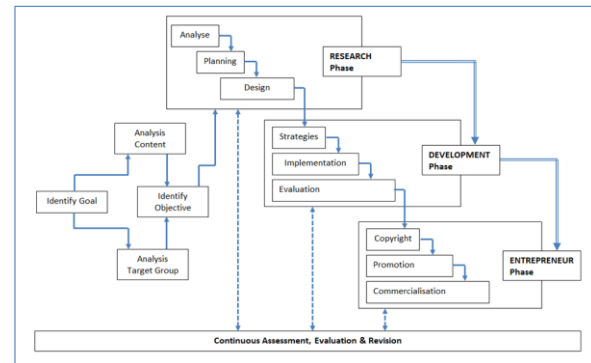 Analyse
Planning
Design
RESEARCH
Phase
Analysis
Content
Identify Goal
Identify
Objective
Analysis
Target Group
Strategies
Implementation
Evaluation
DEVELOPMENT
Phase
Copyright
Promotion
Commercialisation
ENTREPRENEUR
Phase
Continuous Assessment, Evaluation & Revision